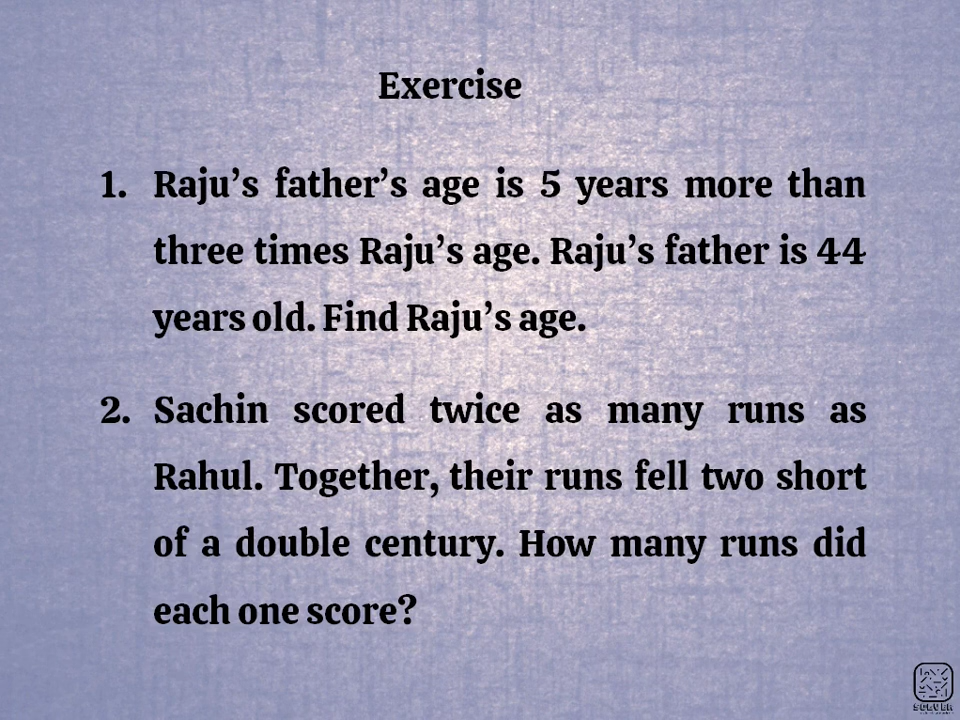 Exercise
1. Raju’s father’s age is 5 years more than
three times Raju’s age. Raju’s father is 44
years old. Find Raju’s age.
2. Sachin scored twice as many runs as
Rahul. Together, their runs fell two short
of a double century. How many runs did
each one score?